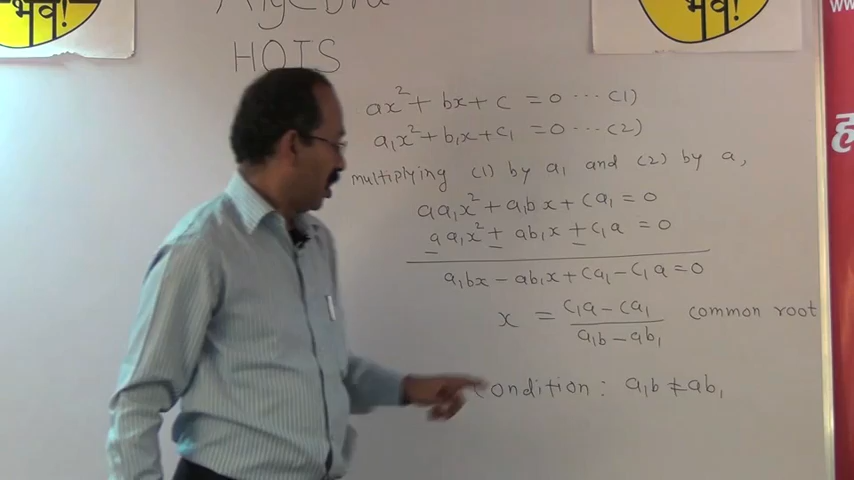 भव!
Algebra
भव!
HOTS
ax² + bx + c = 0 ... (1)
a₁x² + b₁x + c₁ = 0 ... (2)
multiplying (1) by a₁ and (2) by a,
aa₁x² + a₁bx + ca₁ = 0
aa₁x² + ab₁x + c₁a = 0
a₁bx - ab₁x + ca₁ - c₁a = 0
x = (c₁a - ca₁)/(a₁b - ab₁) common root
condition : a₁b ≠ ab₁